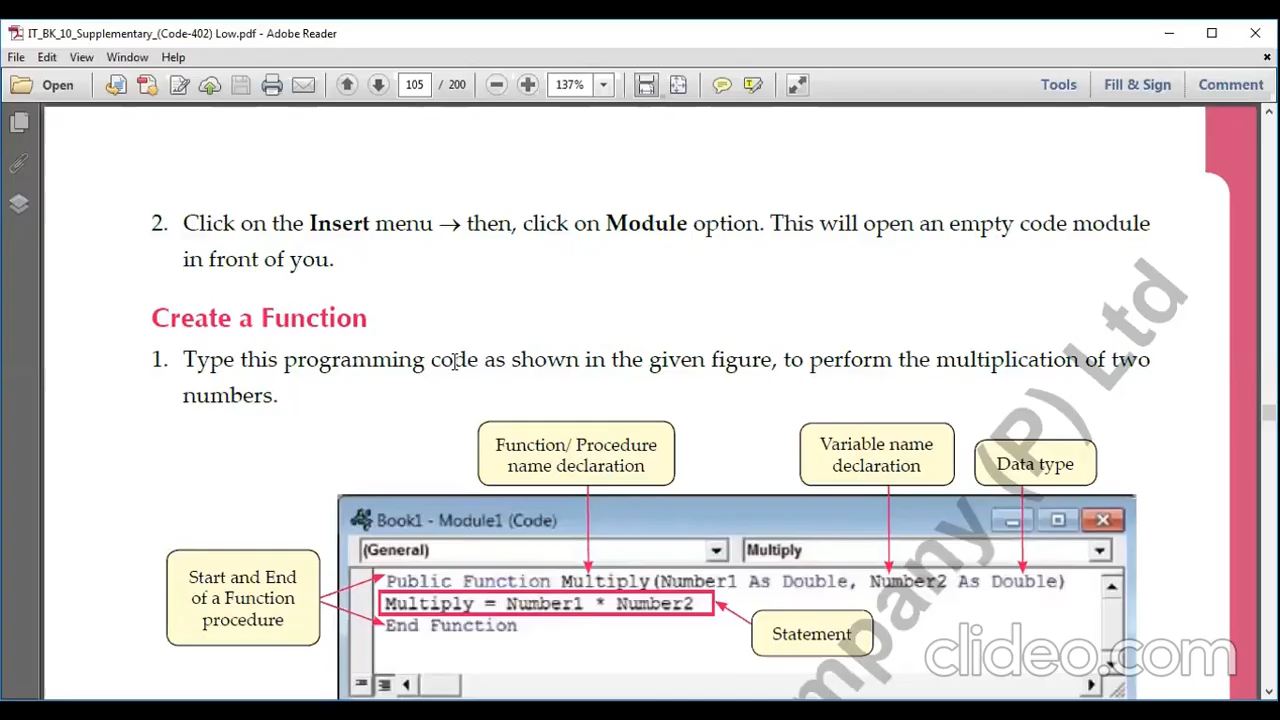 IT_BK_10_Supplementary_(Code-402) Low.pdf - Adobe Reader
File Edit View Window Help
Open 105 / 200 137% Tools Fill & Sign Comment
2. Click on the Insert menu → then, click on Module option. This will open an empty code module
in front of you.
Create a Function
1. Type this programming code as shown in the given figure, to perform the multiplication of two
numbers.
Function/ Procedure
name declaration
Variable name
declaration
Data type
Book1 - Module1 (Code)
(General) Multiply
Start and End
of a Function
procedure
Public Function Multiply(Number1 As Double, Number2 As Double)
Multiply = Number1 * Number2
End Function
Statement
mpany (P) Ltd
clideo.com